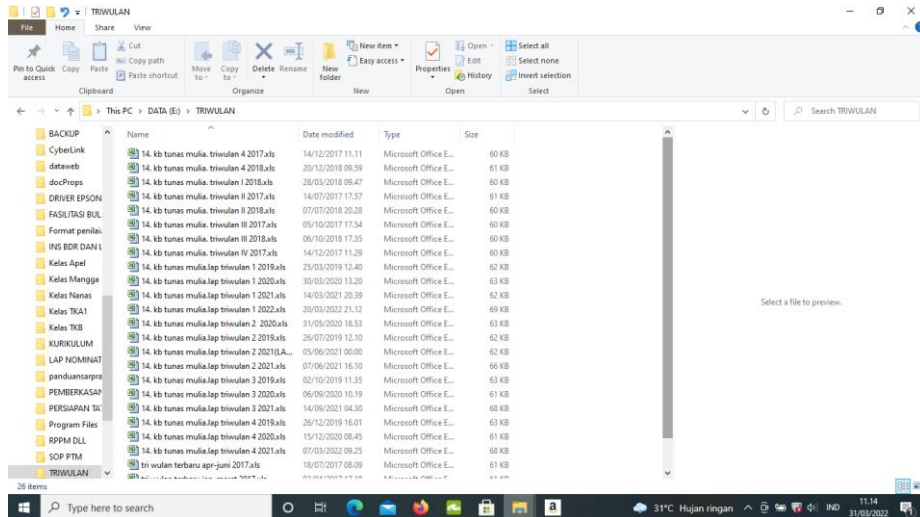 TRIWULAN
File Home Share View
Pin to Quick access
Copy
Paste
Cut
Copy path
Paste shortcut
Clipboard
Move to
Copy to
Delete
Rename
Organize
New folder
New item
Easy access
New
Properties
Open
Edit
History
Open
Select all
Select none
Invert selection
Select
This PC > DATA (E:) > TRIWULAN
Search TRIWULAN
BACKUP
CyberLink
dataweb
docProps
DRIVER EPSON
FASILITASI BUL
Format penilai
INS BDR DAN L
Kelas Apel
Kelas Mangga
Kelas Nanas
Kelas TKA1
Kelas TKB
KURIKULUM
LAP NOMINAT
panduansarpra
PEMBERKASAN
PERSIAPAN TA
Program Files
RPPM DLL
SOP PTM
TRIWULAN
Name Date modified Type Size
14. kb tunas mulia. triwulan 4 2017.xls 14/12/2017 11.11 Microsoft Office E... 60 KB
14. kb tunas mulia. triwulan 4 2018.xls 20/12/2018 09.59 Microsoft Office E... 61 KB
14. kb tunas mulia. triwulan I 2018.xls 28/03/2018 09.47 Microsoft Office E... 60 KB
14. kb tunas mulia. triwulan II 2017.xls 14/07/2017 17.57 Microsoft Office E... 61 KB
14. kb tunas mulia. triwulan II 2018.xls 07/07/2018 20.28 Microsoft Office E... 60 KB
14. kb tunas mulia. triwulan III 2017.xls 05/10/2017 17.54 Microsoft Office E... 60 KB
14. kb tunas mulia. triwulan III 2018.xls 06/10/2018 17.35 Microsoft Office E... 60 KB
14. kb tunas mulia. triwulan IV 2017.xls 14/12/2017 11.29 Microsoft Office E... 60 KB
14. kb tunas mulia.lap triwulan 1 2019.xls 25/03/2019 12.40 Microsoft Office E... 62 KB
14. kb tunas mulia.lap triwulan 1 2020.xls 30/03/2020 13.20 Microsoft Office E... 63 KB
14. kb tunas mulia.lap triwulan 1 2021.xls 14/03/2021 20.39 Microsoft Office E... 62 KB
14. kb tunas mulia.lap triwulan 1 2022.xls 20/03/2022 21.12 Microsoft Office E... 69 KB
14. kb tunas mulia.lap triwulan 2 2020.xls 31/05/2020 18.53 Microsoft Office E... 63 KB
14. kb tunas mulia.lap triwulan 2 2019.xls 26/07/2019 12.10 Microsoft Office E... 62 KB
14. kb tunas mulia.lap triwulan 2 2021(LA... 05/06/2021 00.00 Microsoft Office E... 62 KB
14. kb tunas mulia.lap triwulan 2 2021.xls 07/06/2021 16.10 Microsoft Office E... 66 KB
14. kb tunas mulia.lap triwulan 3 2019.xls 02/10/2019 11.35 Microsoft Office E... 63 KB
14. kb tunas mulia.lap triwulan 3 2020.xls 06/09/2020 10.19 Microsoft Office E... 61 KB
14. kb tunas mulia.lap triwulan 3 2021.xls 14/09/2021 04.30 Microsoft Office E... 68 KB
14. kb tunas mulia.lap triwulan 4 2019.xls 26/12/2019 16.01 Microsoft Office E... 63 KB
14. kb tunas mulia.lap triwulan 4 2020.xls 15/12/2020 08.45 Microsoft Office E... 61 KB
14. kb tunas mulia.lap triwulan 4 2021.xls 07/03/2022 09.25 Microsoft Office E... 68 KB
tri wulan terbaru apr-juni 2017.xls 18/07/2017 08.09 Microsoft Office E... 61 KB
Select a file to preview.
26 items
Type here to search
31°C Hujan ringan
IND
11.14
31/03/2022